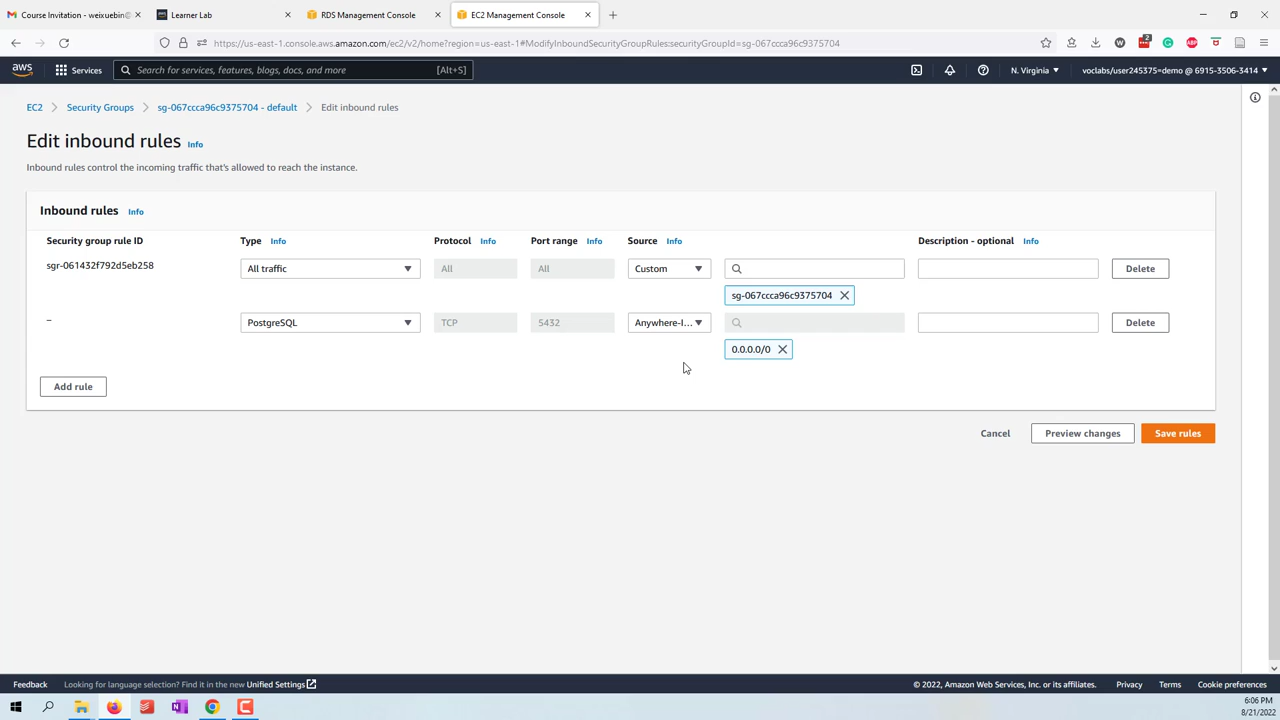 Course Invitation - weixuebin@
Learner Lab
RDS Management Console
EC2 Management Console
https://us-east-1.console.aws.amazon.com/ec2/v2/home?region=us-east-1#ModifyInboundSecurityGroupRules:securityGroupId=sg-067ccca96c9375704
aws
Services
Search for services, features, blogs, docs, and more
[Alt+S]
N. Virginia
voclabs/user245375=demo @ 6915-3506-3414
EC2
Security Groups
sg-067ccca96c9375704 - default
Edit inbound rules
Edit inbound rules Info
Inbound rules control the incoming traffic that's allowed to reach the instance.
Inbound rules Info
Security group rule ID
Type Info
Protocol Info
Port range Info
Source Info
Description - optional Info
sgr-061432f792d5eb258
All traffic
All
All
Custom
Delete
sg-067ccca96c9375704
–
PostgreSQL
TCP
5432
Anywhere-I...
Delete
0.0.0.0/0
Add rule
Cancel
Preview changes
Save rules
Feedback
Looking for language selection? Find it in the new Unified Settings
© 2022, Amazon Web Services, Inc. or its affiliates.
Privacy
Terms
Cookie preferences
6:06 PM
8/21/2022